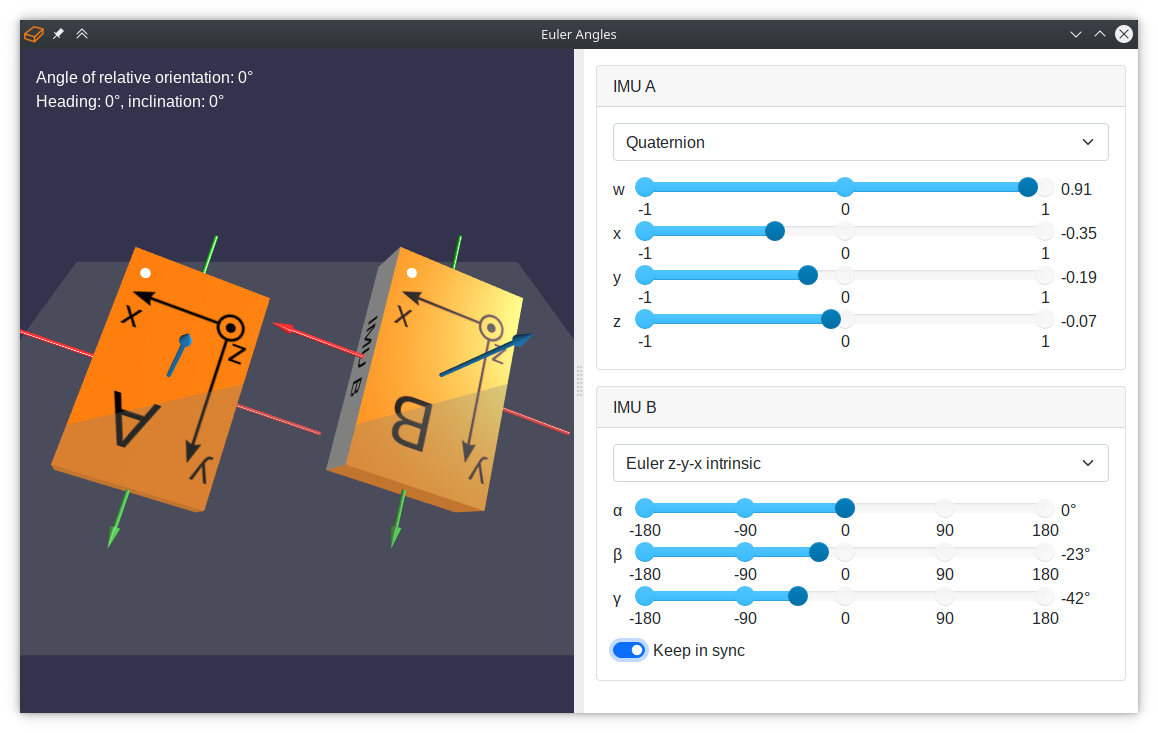 Euler Angles
Angle of relative orientation: 0°
Heading: 0°, inclination: 0°
X
Z
y
A
IMU B
X
Z
y
B
IMU A
Quaternion
w 0.91
-1 0 1
x -0.35
-1 0 1
y -0.19
-1 0 1
z -0.07
-1 0 1
IMU B
Euler z-y-x intrinsic
α 0°
-180 -90 0 90 180
β -23°
-180 -90 0 90 180
γ -42°
-180 -90 0 90 180
Keep in sync